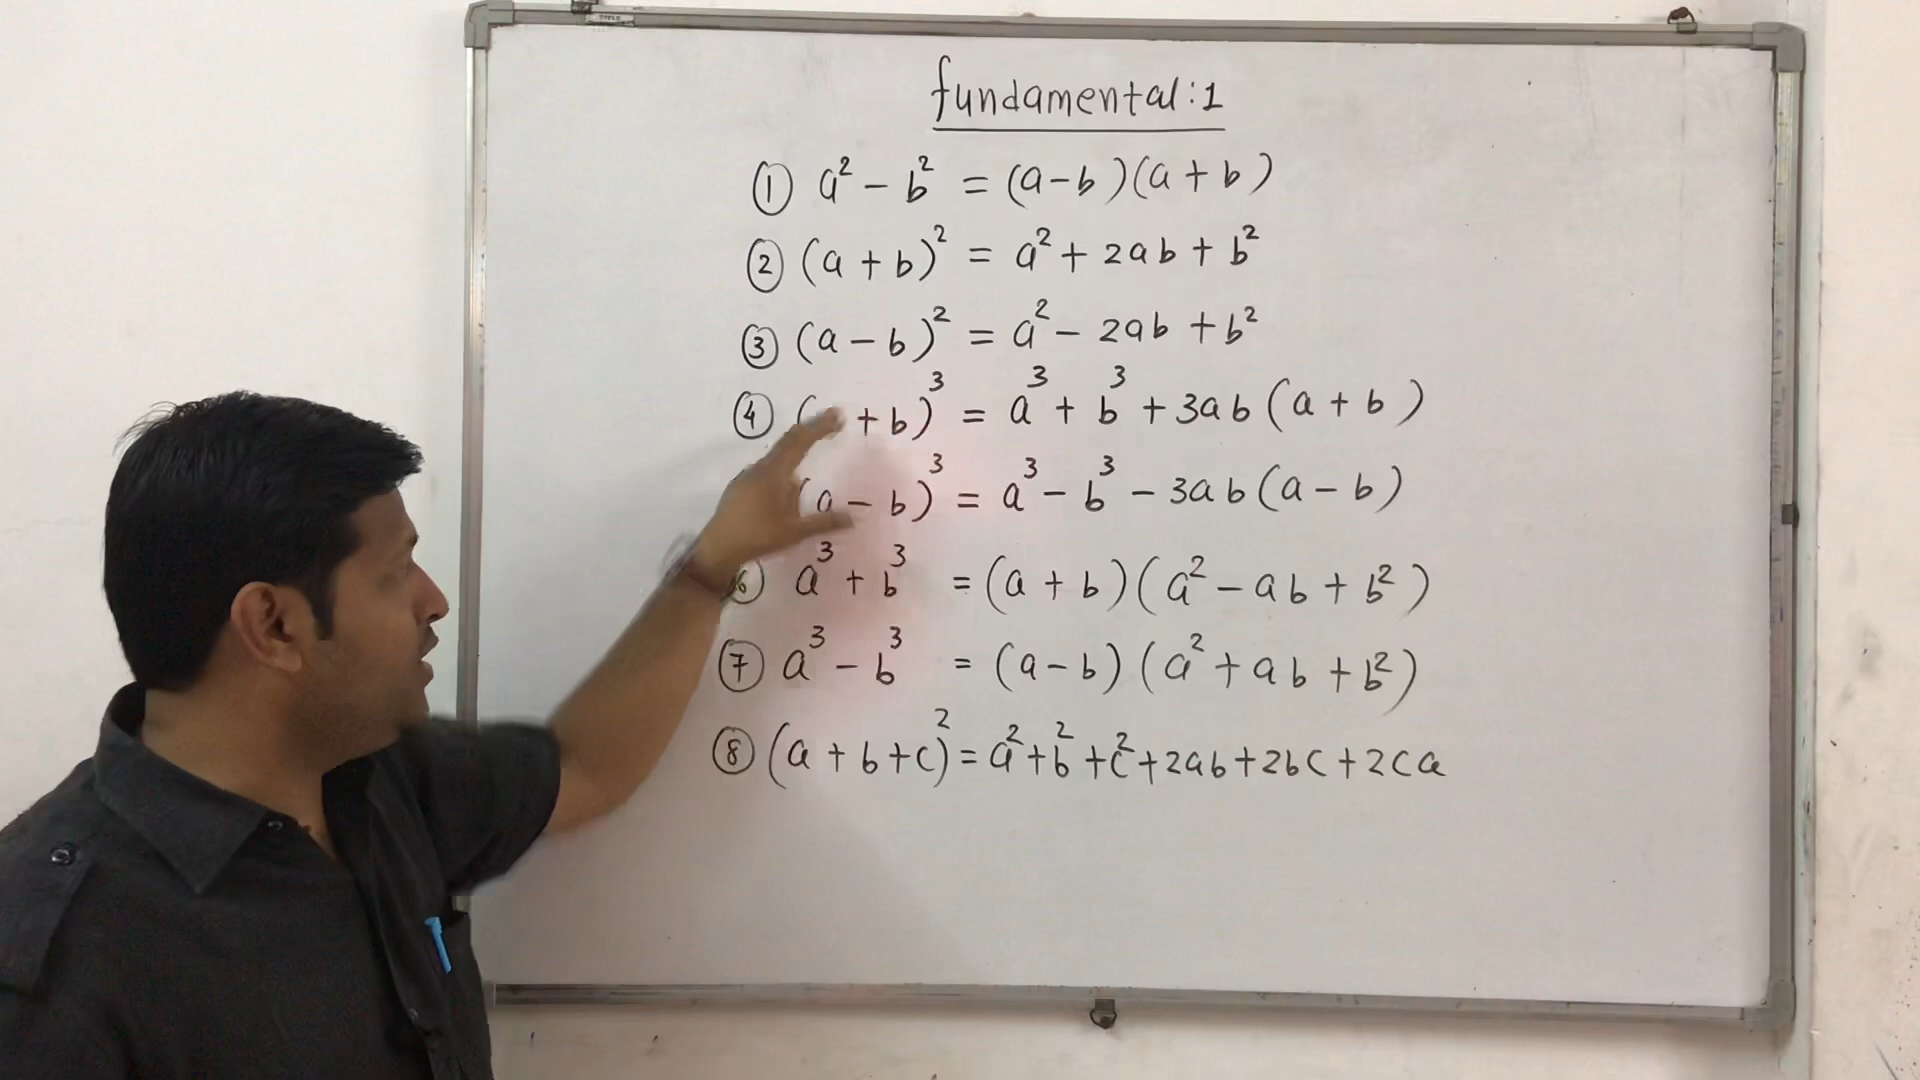 fundamental:1
① a² - b² = (a-b)(a+b)
② (a+b)² = a² + 2ab + b²
③ (a-b)² = a² - 2ab + b²
④ ( +b)³ = a³ + b³ + 3ab(a+b)
(a-b)³ = a³ - b³ - 3ab(a-b)
⑥ a³ + b³ = (a+b)(a² - ab + b²)
⑦ a³ - b³ = (a-b)(a² + ab + b²)
⑧ (a+b+c)² = a² + b² + c² + 2ab + 2bc + 2ca